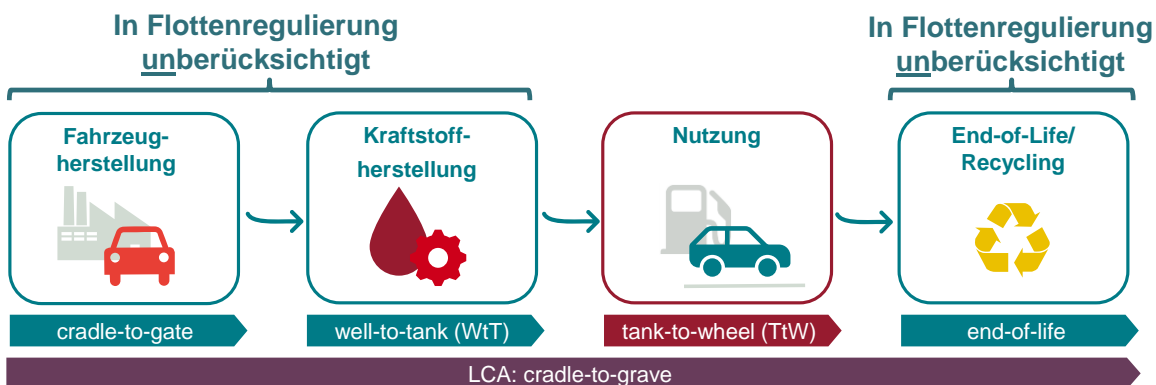 In Flottenregulierung
unberücksichtigt
In Flottenregulierung
unberücksichtigt
Fahrzeug-
herstellung
Kraftstoff-
herstellung
Nutzung
End-of-Life/
Recycling
cradle-to-gate
well-to-tank (WtT)
tank-to-wheel (TtW)
end-of-life
LCA: cradle-to-grave